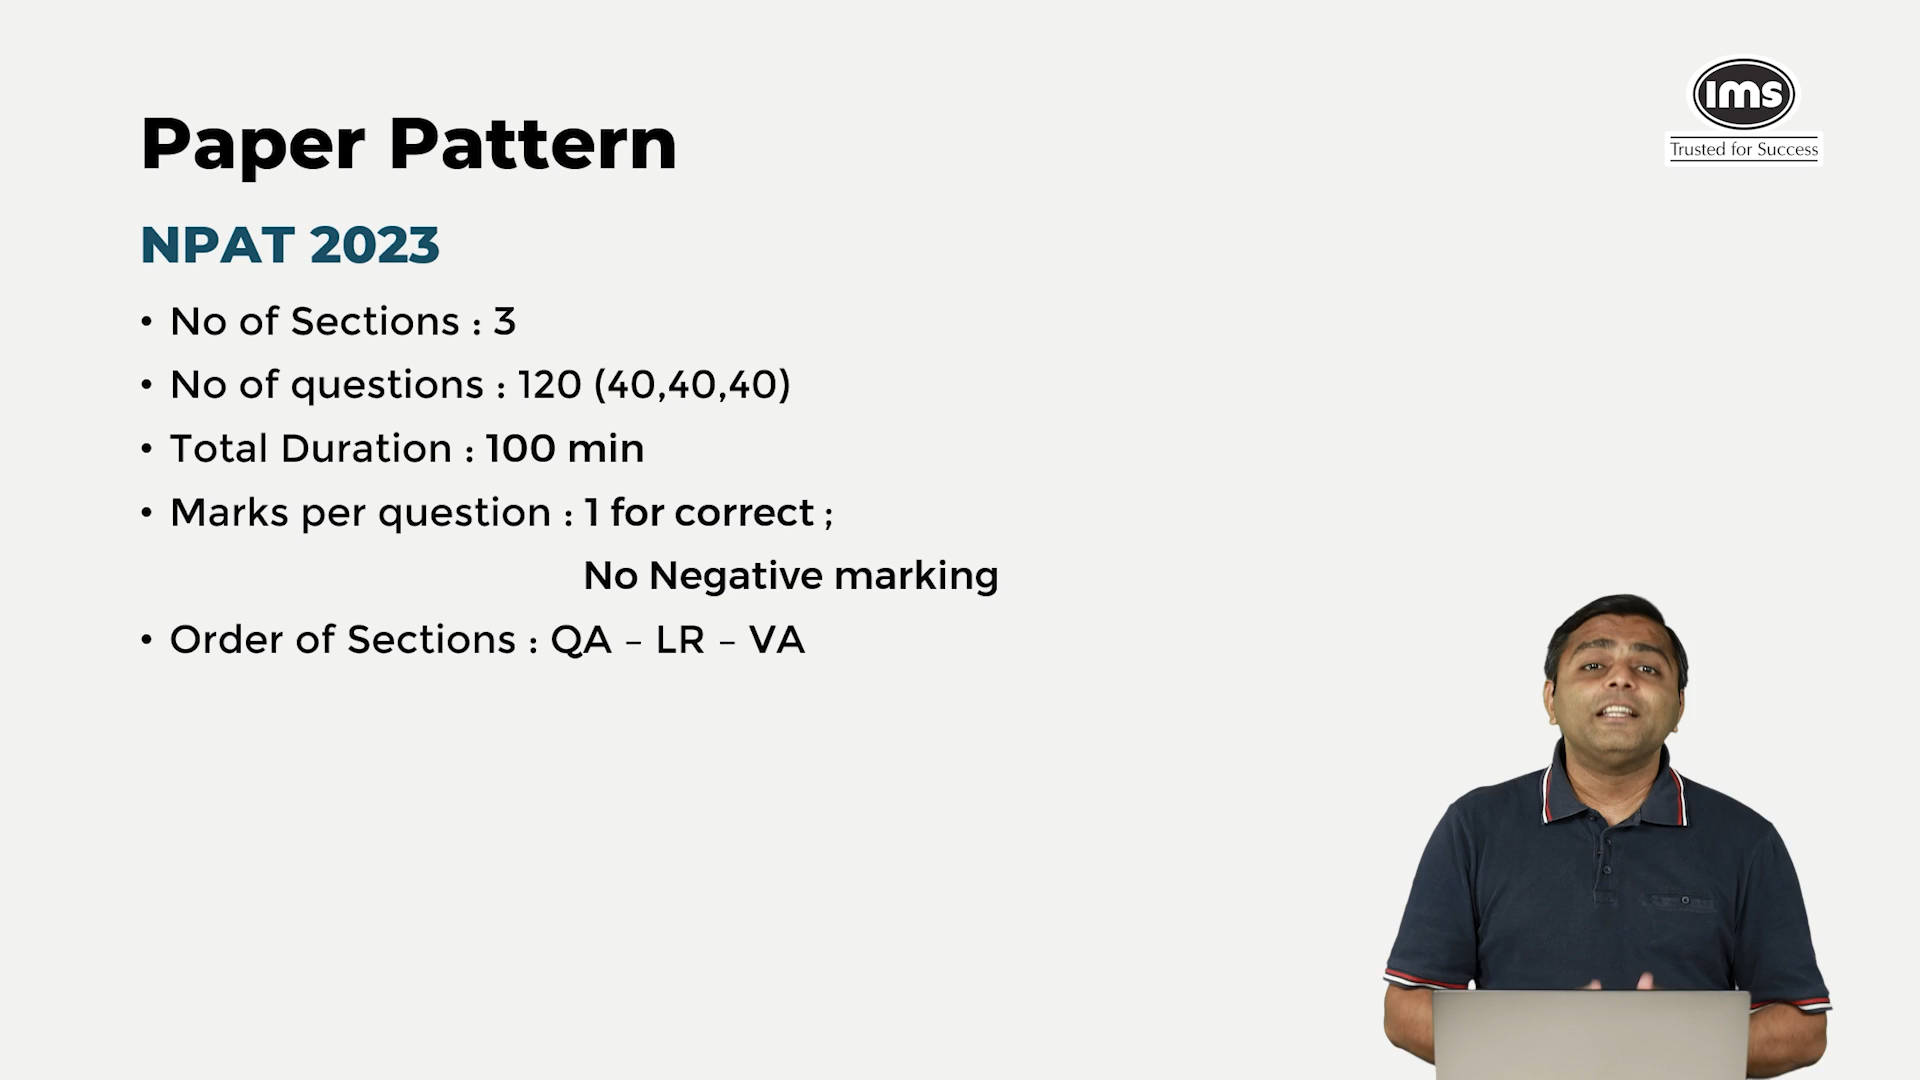 ims
Trusted for Success
Paper Pattern
NPAT 2023
• No of Sections : 3
• No of questions : 120 (40,40,40)
• Total Duration : 100 min
• Marks per question : 1 for correct ;
No Negative marking
• Order of Sections : QA – LR – VA